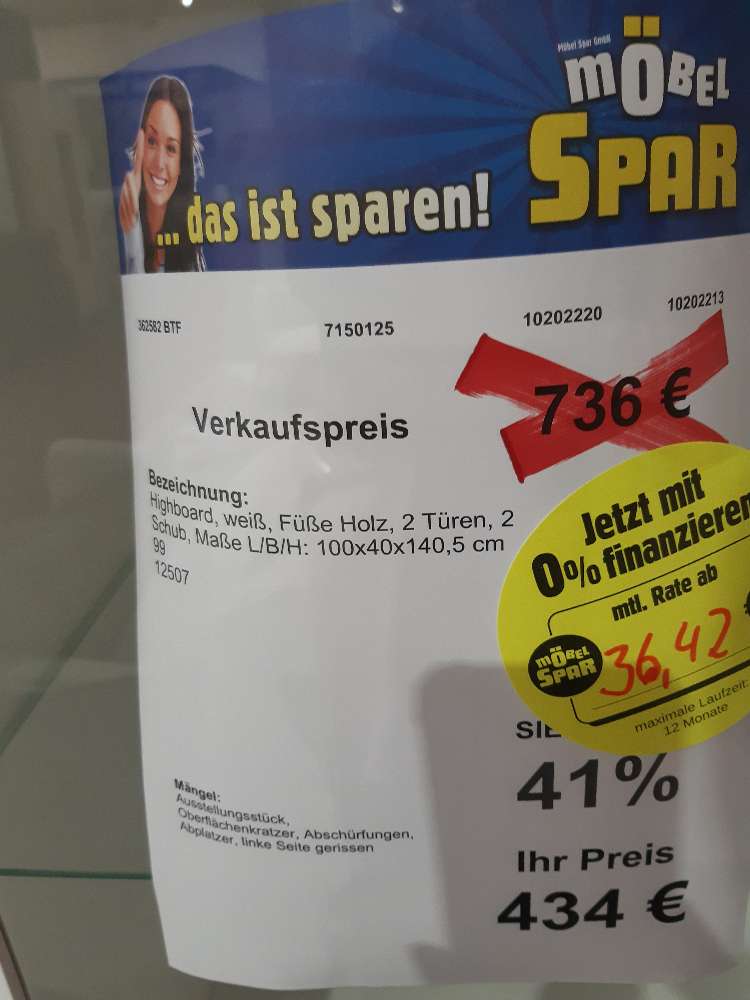 Möbel Spar GmbH
möBEL
SPAR
... das ist sparen!
362582 BTF 7150125 10202220 10202213
Verkaufspreis 736 €
Bezeichnung:
Highboard, weiß, Füße Holz, 2 Türen, 2
Schub, Maße L/B/H: 100x40x140,5 cm
99
12507
Jetzt mit
0% finanzieren
mtl. Rate ab
36,42 €
möBEL
SPAR
maximale Laufzeit:
12 Monate
SIE
41%
Mängel:
Ausstellungsstück,
Oberflächenkratzer, Abschürfungen,
Abplatzer, linke Seite gerissen
Ihr Preis
434 €